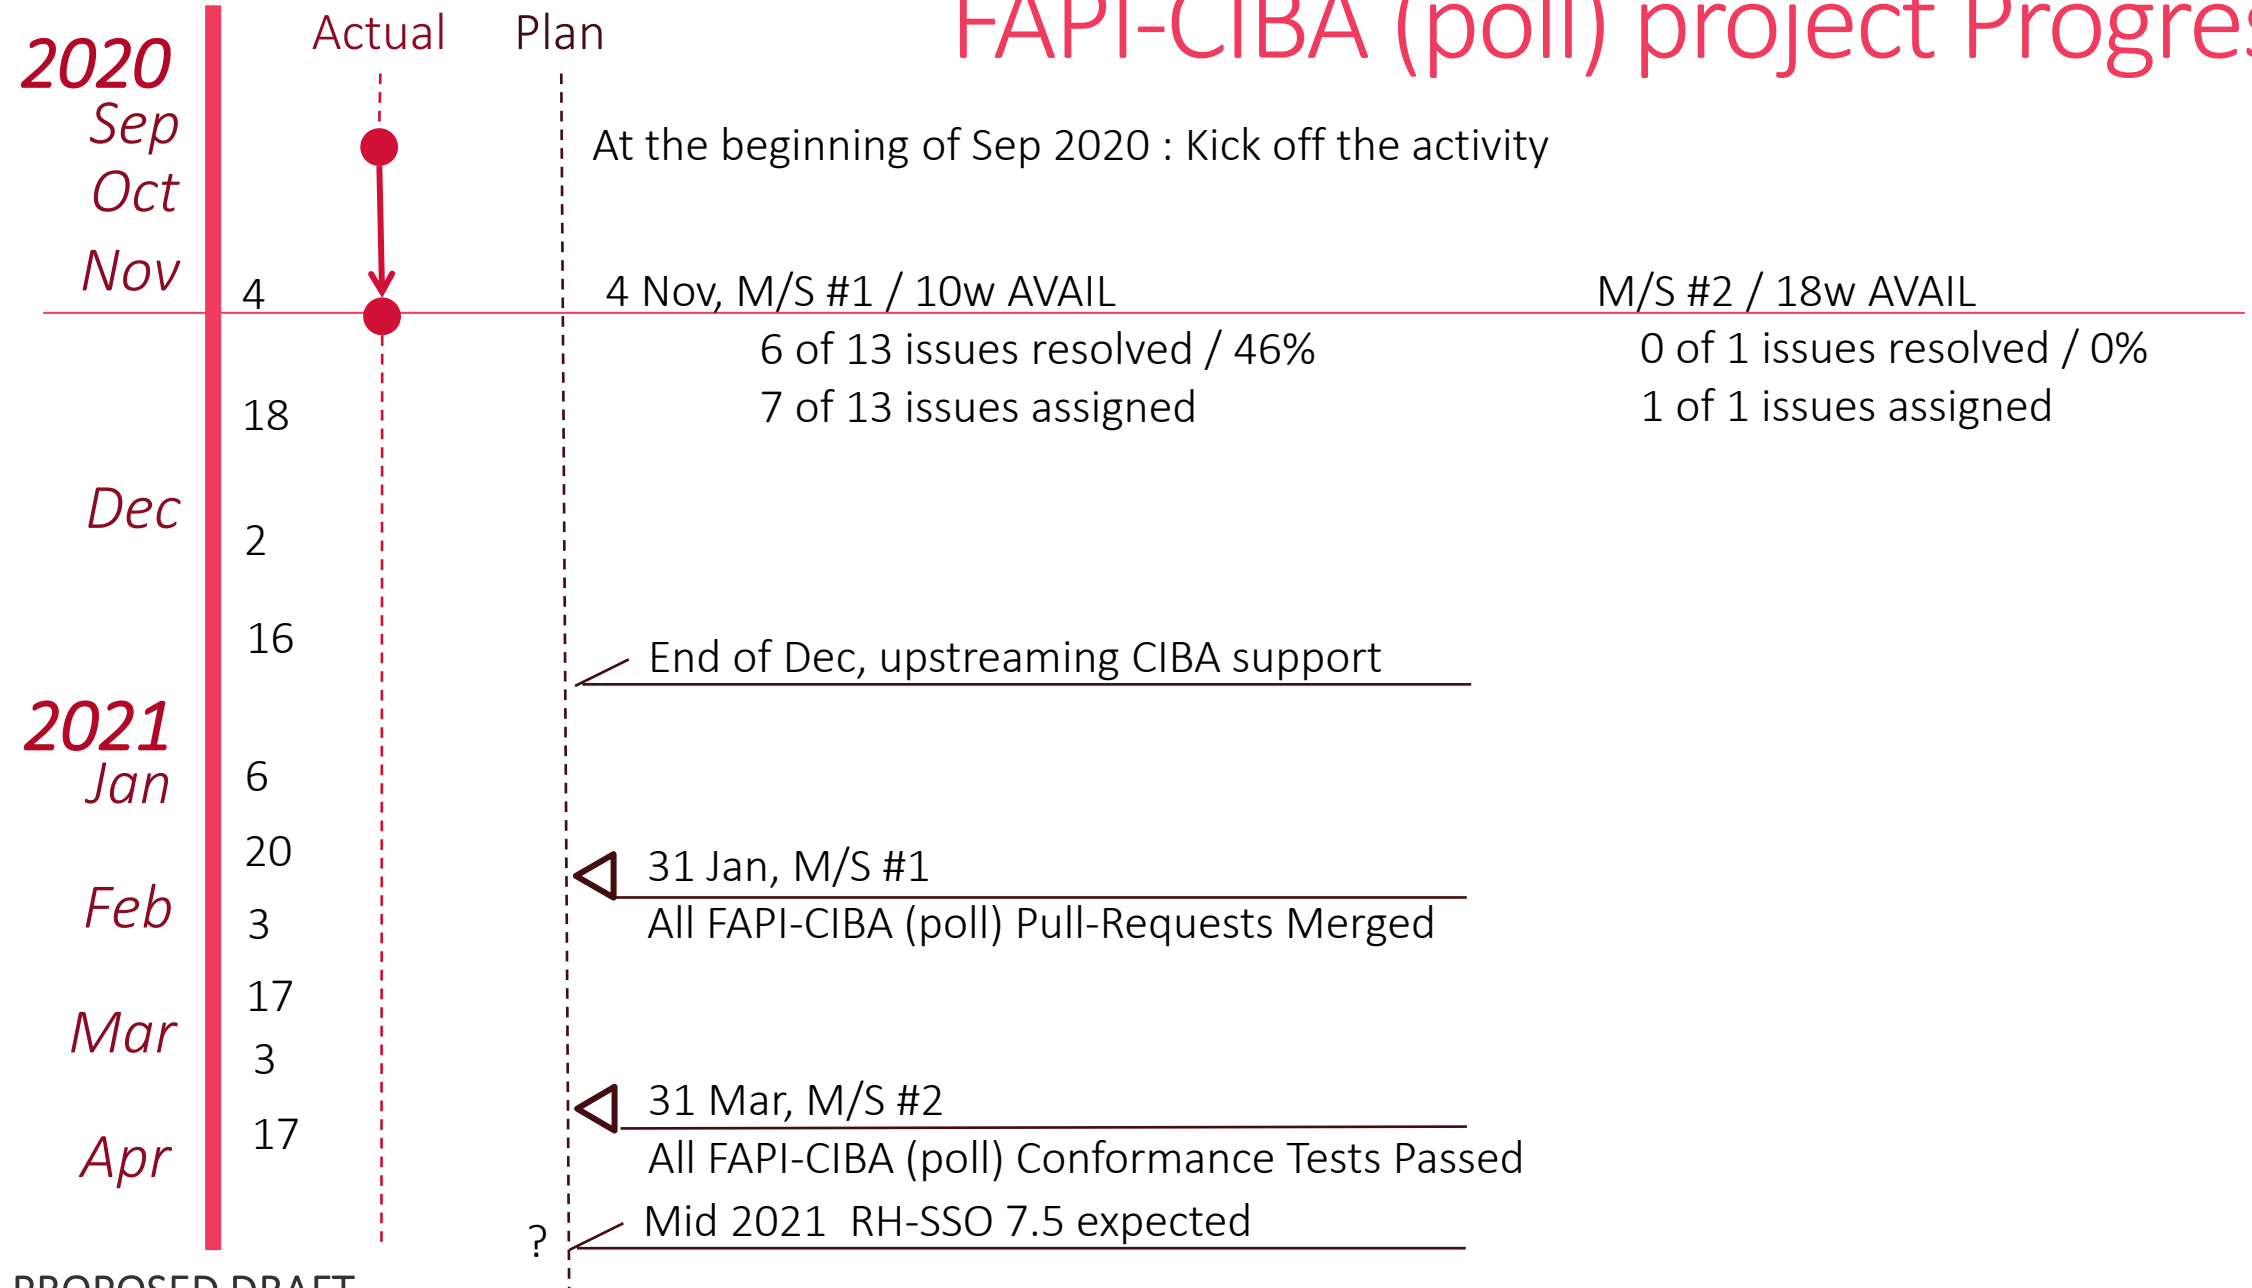 FAPI-CIBA (poll) project Progres
Actual Plan
2020
Sep
At the beginning of Sep 2020 : Kick off the activity
Oct
Nov
4
4 Nov, M/S #1 / 10w AVAIL
M/S #2 / 18w AVAIL
6 of 13 issues resolved / 46%
0 of 1 issues resolved / 0%
7 of 13 issues assigned
1 of 1 issues assigned
18
Dec
2
16
End of Dec, upstreaming CIBA support
2021
Jan
6
20
31 Jan, M/S #1
All FAPI-CIBA (poll) Pull-Requests Merged
Feb
3
17
Mar
3
31 Mar, M/S #2
17
All FAPI-CIBA (poll) Conformance Tests Passed
Apr
Mid 2021 RH-SSO 7.5 expected
?
PROPOSED DRAFT